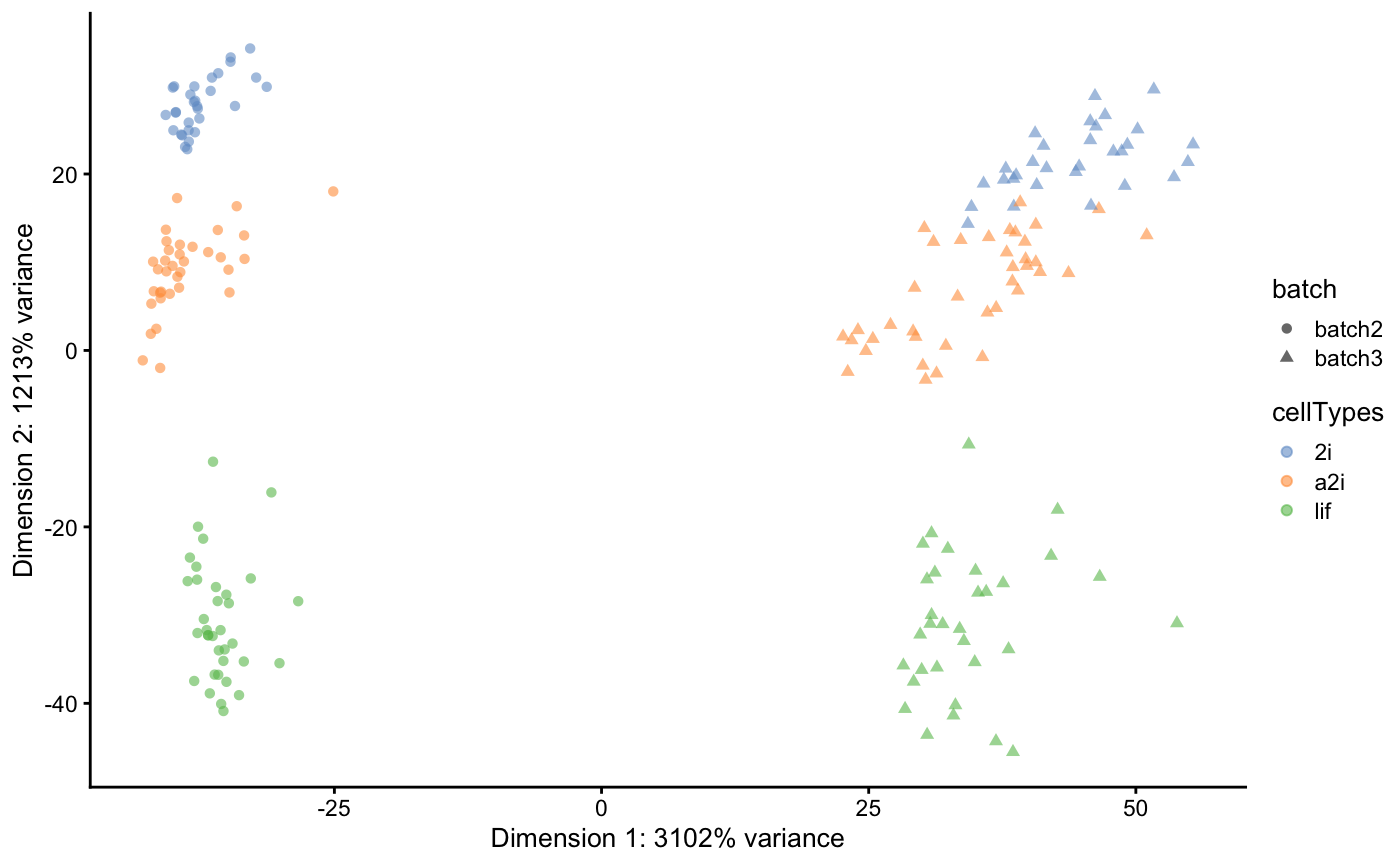 Dimension 2: 1213% variance
20
0
-20
-40
-25
0
25
50
Dimension 1: 3102% variance
batch
batch2
batch3
cellTypes
2i
a2i
lif